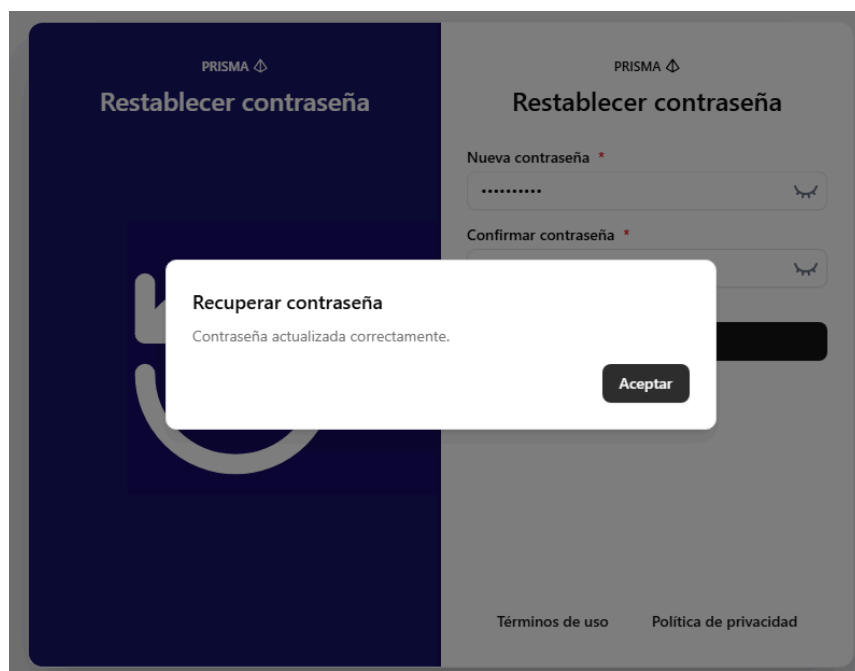 PRISMA
Restablecer contraseña
PRISMA
Restablecer contraseña
Nueva contraseña *
••••••••••
Confirmar contraseña *
Recuperar contraseña
Contraseña actualizada correctamente.
Aceptar
Términos de uso
Política de privacidad